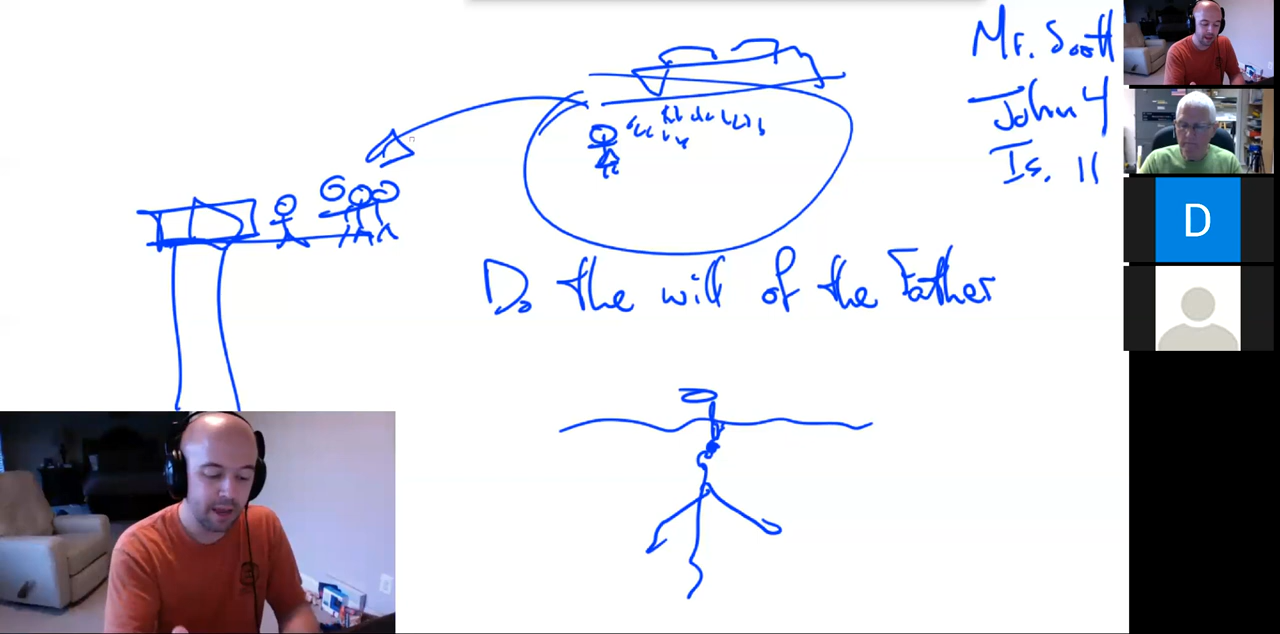 Mr. Scott
John 4
Is. 11
Do the will of the Father
D